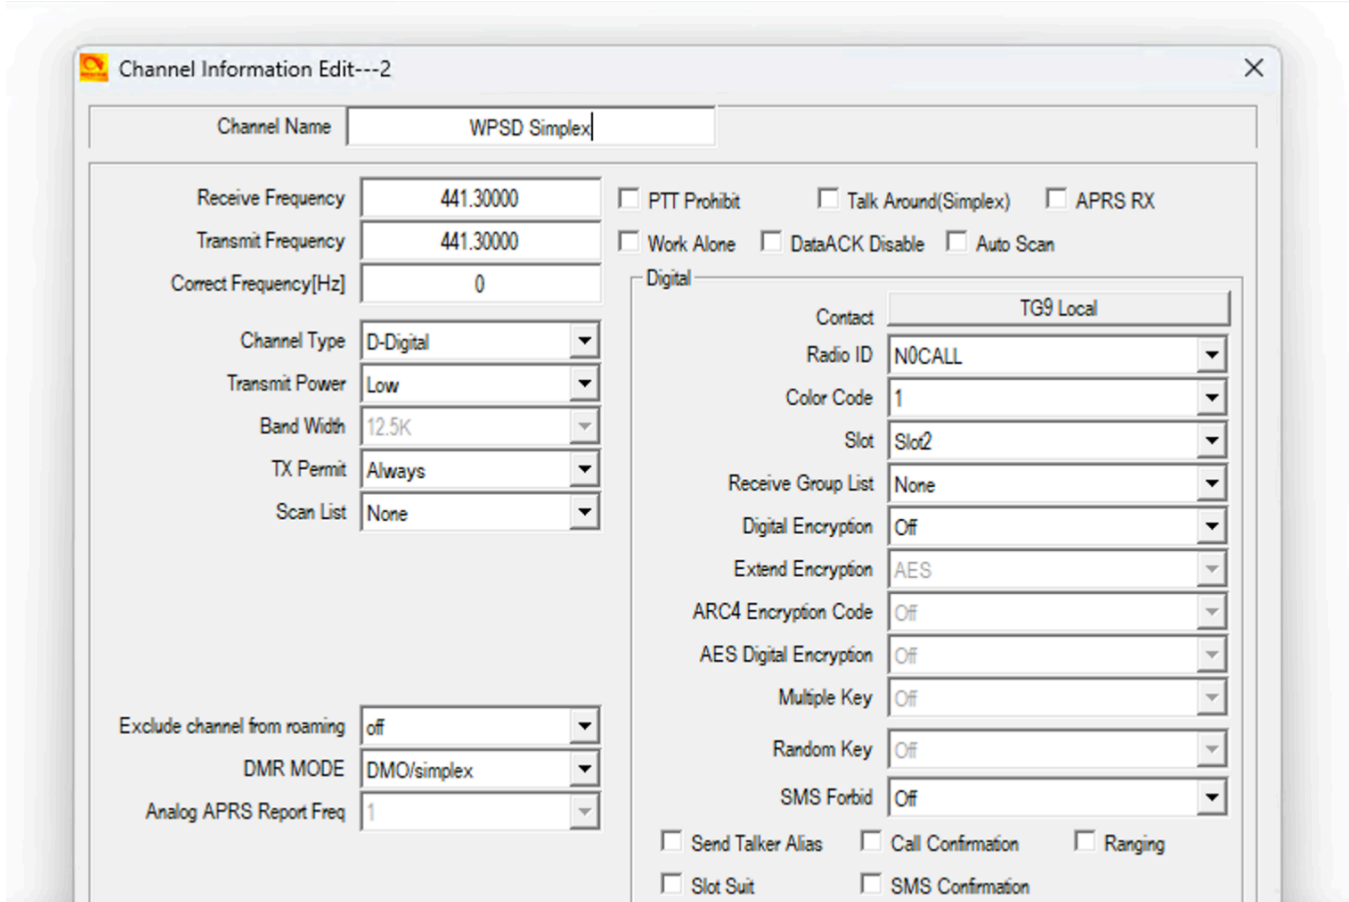 Channel Information Edit---2
Channel Name WPSD Simplex
Receive Frequency 441.30000
Transmit Frequency 441.30000
Correct Frequency[Hz] 0
Channel Type D-Digital
Transmit Power Low
Band Width 12.5K
TX Permit Always
Scan List None
Exclude channel from roaming off
DMR MODE DMO/simplex
Analog APRS Report Freq 1
PTT Prohibit Talk Around(Simplex) APRS RX
Work Alone DataACK Disable Auto Scan
Digital
Contact TG9 Local
Radio ID N0CALL
Color Code 1
Slot Slot2
Receive Group List None
Digital Encryption Off
Extend Encryption AES
ARC4 Encryption Code Off
AES Digital Encryption Off
Multiple Key Off
Random Key Off
SMS Forbid Off
Send Talker Alias Call Confirmation Ranging
Slot Suit SMS Confirmation